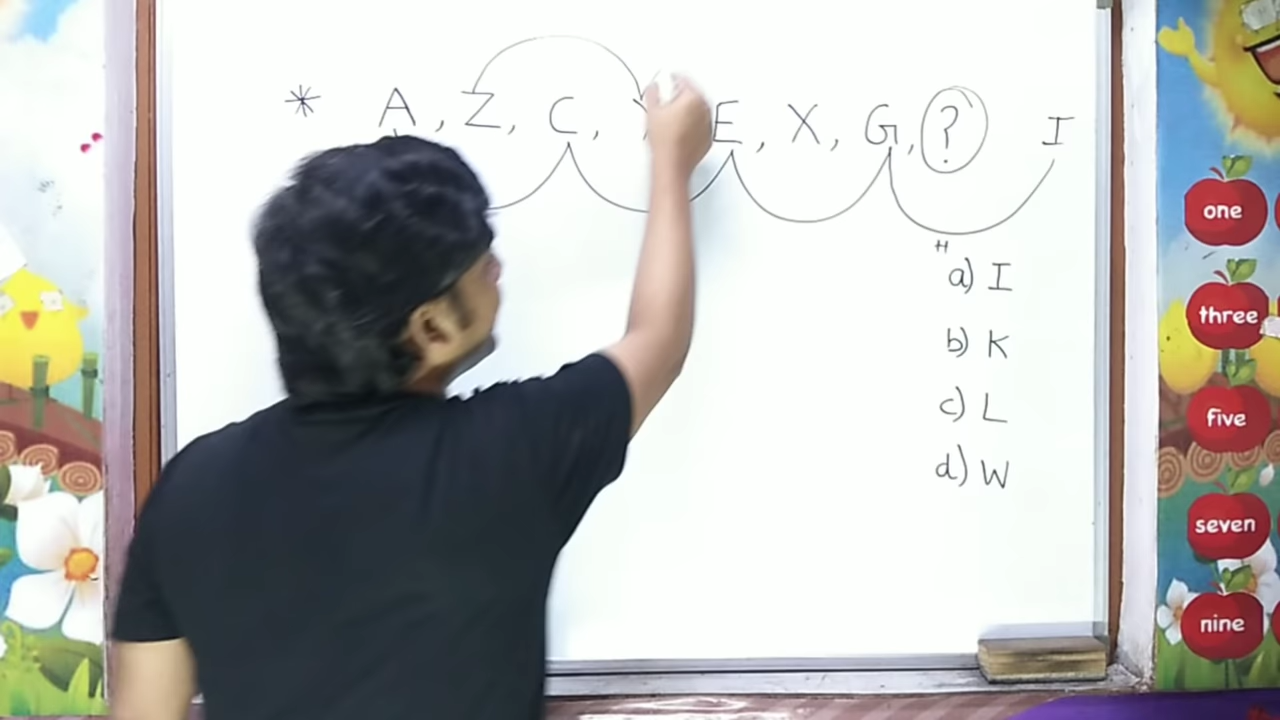 * A, Z, C, E, X, G, ? I
a) I
b) K
c) L
d) W
one
three
five
seven
nine